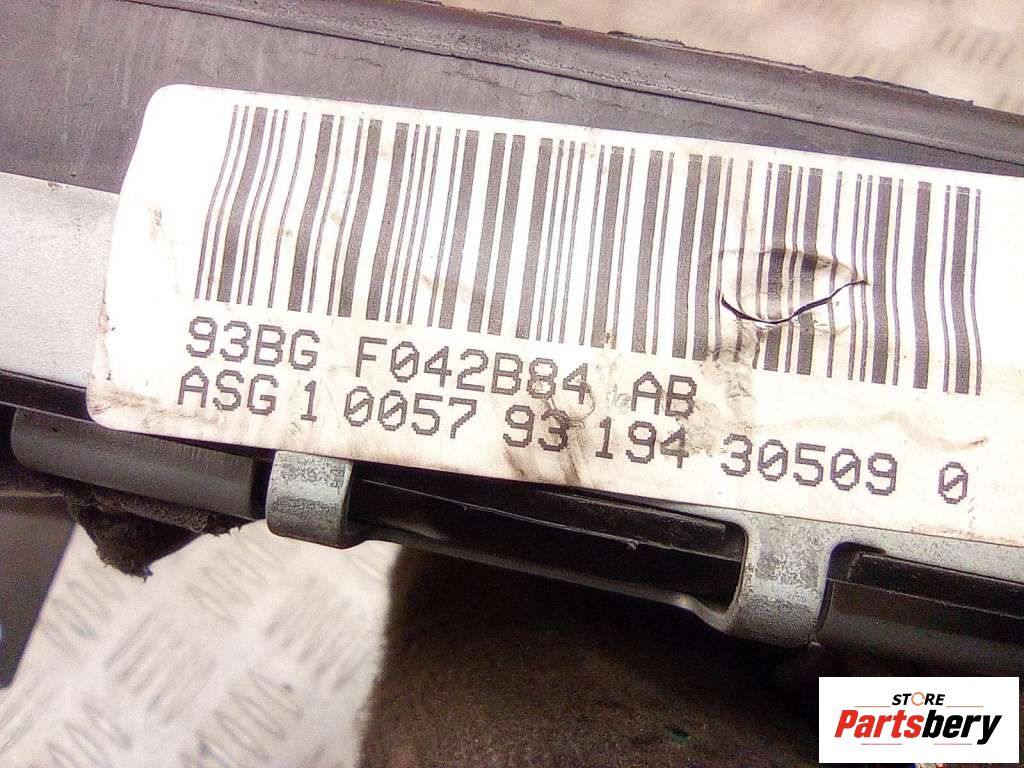 93BG F042B84 AB
ASG 1 0057 93 194 30509 0
STORE
Partsbery